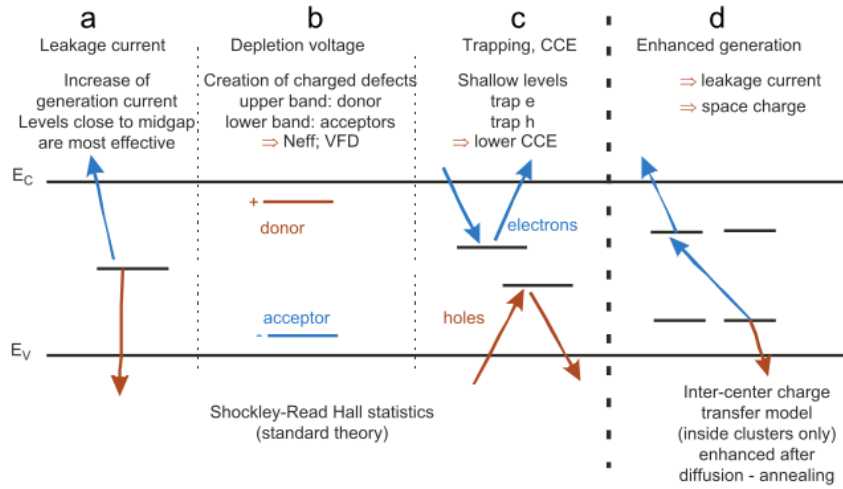 a
Leakage current
Increase of
generation current
Levels close to midgap
are most effective
b
Depletion voltage
Creation of charged defects
upper band: donor
lower band: acceptors
⇒ Neff; VFD
c
Trapping, CCE
Shallow levels
trap e
trap h
⇒ lower CCE
d
Enhanced generation
⇒ leakage current
⇒ space charge
E_C
+
donor
electrons
acceptor
-
holes
E_V
Shockley-Read Hall statistics
(standard theory)
Inter-center charge
transfer model
(inside clusters only)
enhanced after
diffusion - annealing